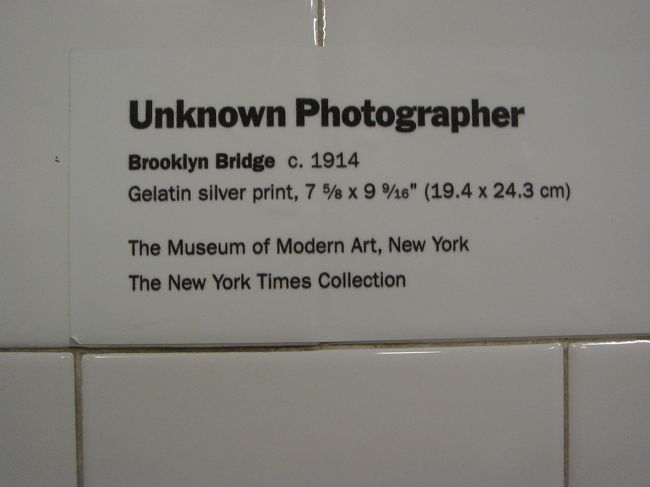 Unknown Photographer
Brooklyn Bridge c. 1914
Gelatin silver print, 7 ⅝ x 9 9/16" (19.4 x 24.3 cm)
The Museum of Modern Art, New York
The New York Times Collection